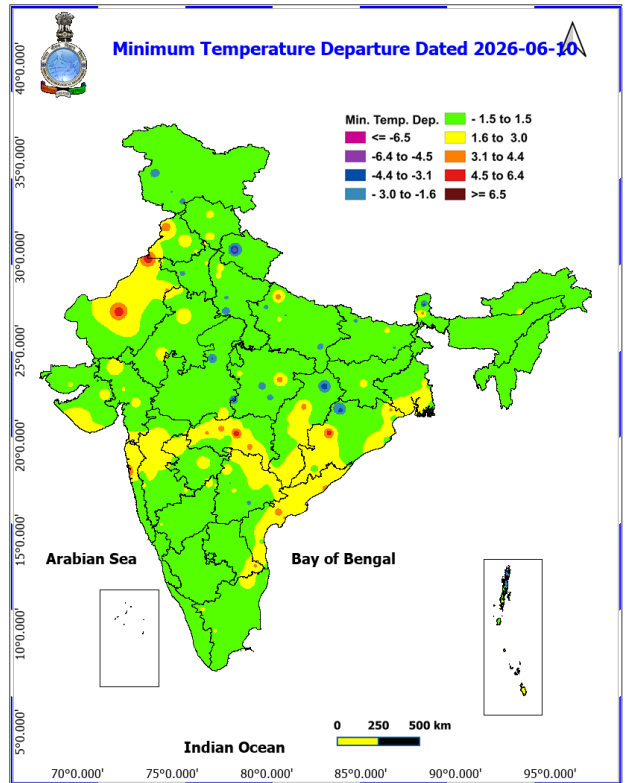 Minimum Temperature Departure Dated 2026-06-10
Min. Temp. Dep.
<= -6.5
-6.4 to -4.5
-4.4 to -3.1
- 3.0 to -1.6
- 1.5 to 1.5
1.6 to 3.0
3.1 to 4.4
4.5 to 6.4
>= 6.5
40°0.000'
35°0.000'
30°0.000'
25°0.000'
20°0.000'
15°0.000'
10°0.000'
5°0.000'
Arabian Sea
Bay of Bengal
0 250 500 km
Indian Ocean
70°0.000' 75°0.000' 80°0.000' 85°0.000' 90°0.000' 95°0.000'